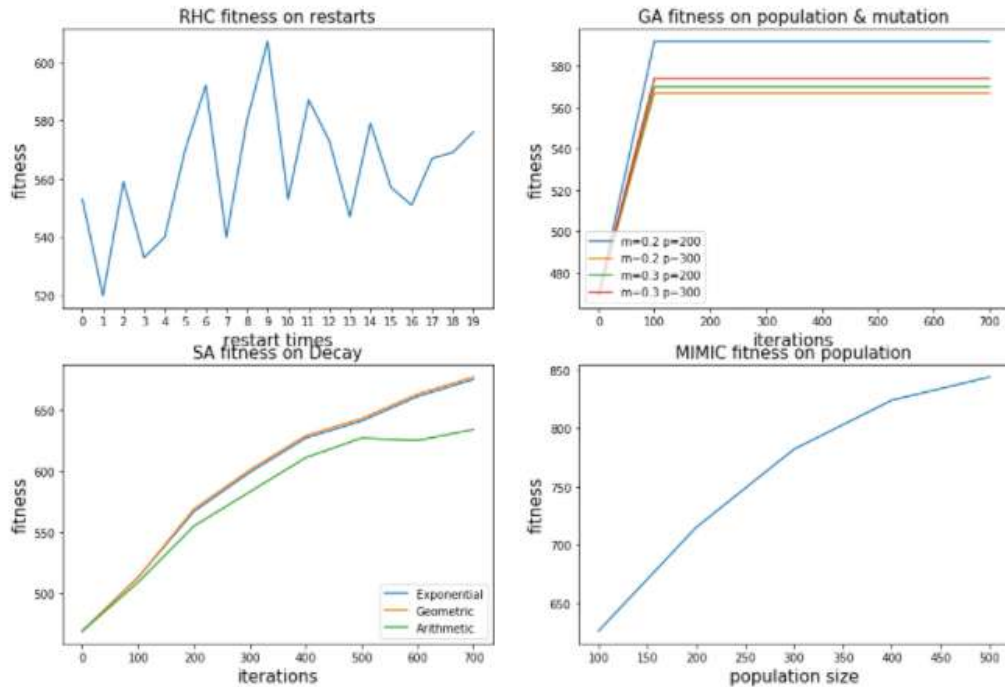 RHC fitness on restarts
fitness
600
580
560
540
520
0 1 2 3 4 5 6 7 8 9 10 11 12 13 14 15 16 17 18 19
restart times
GA fitness on population & mutation
fitness
580
560
540
520
500
480
m=0.2 p=200
m=0.2 p=300
m=0.3 p=200
m=0.3 p=300
0 100 200 300 400 500 600 700
iterations
SA fitness on Decay
fitness
650
600
550
500
Exponential
Geometric
Arithmetic
0 100 200 300 400 500 600 700
iterations
MIMIC fitness on population
fitness
850
800
750
700
650
100 150 200 250 300 350 400 450 500
population size